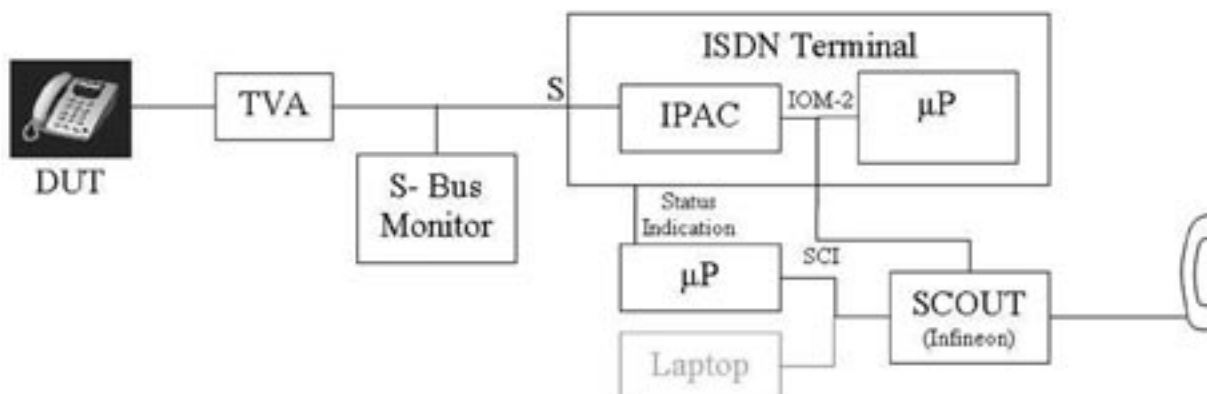 ISDN Terminal
DUT
TVA
S
IPAC
IOM-2
µP
S- Bus
Monitor
Status
Indication
µP
SCI
SCOUT
(Infineon)
Laptop